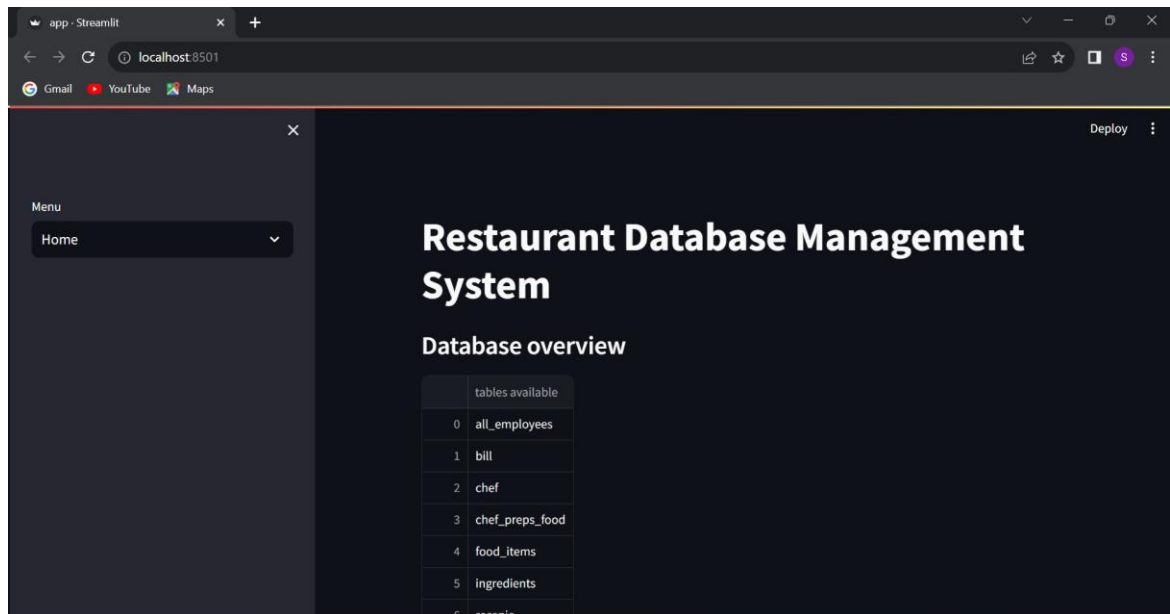 app · Streamlit
localhost:8501
S
Gmail YouTube Maps
Deploy
Menu
Home
Restaurant Database Management
System
Database overview
tables available
0 all_employees
1 bill
2 chef
3 chef_preps_food
4 food_items
5 ingredients